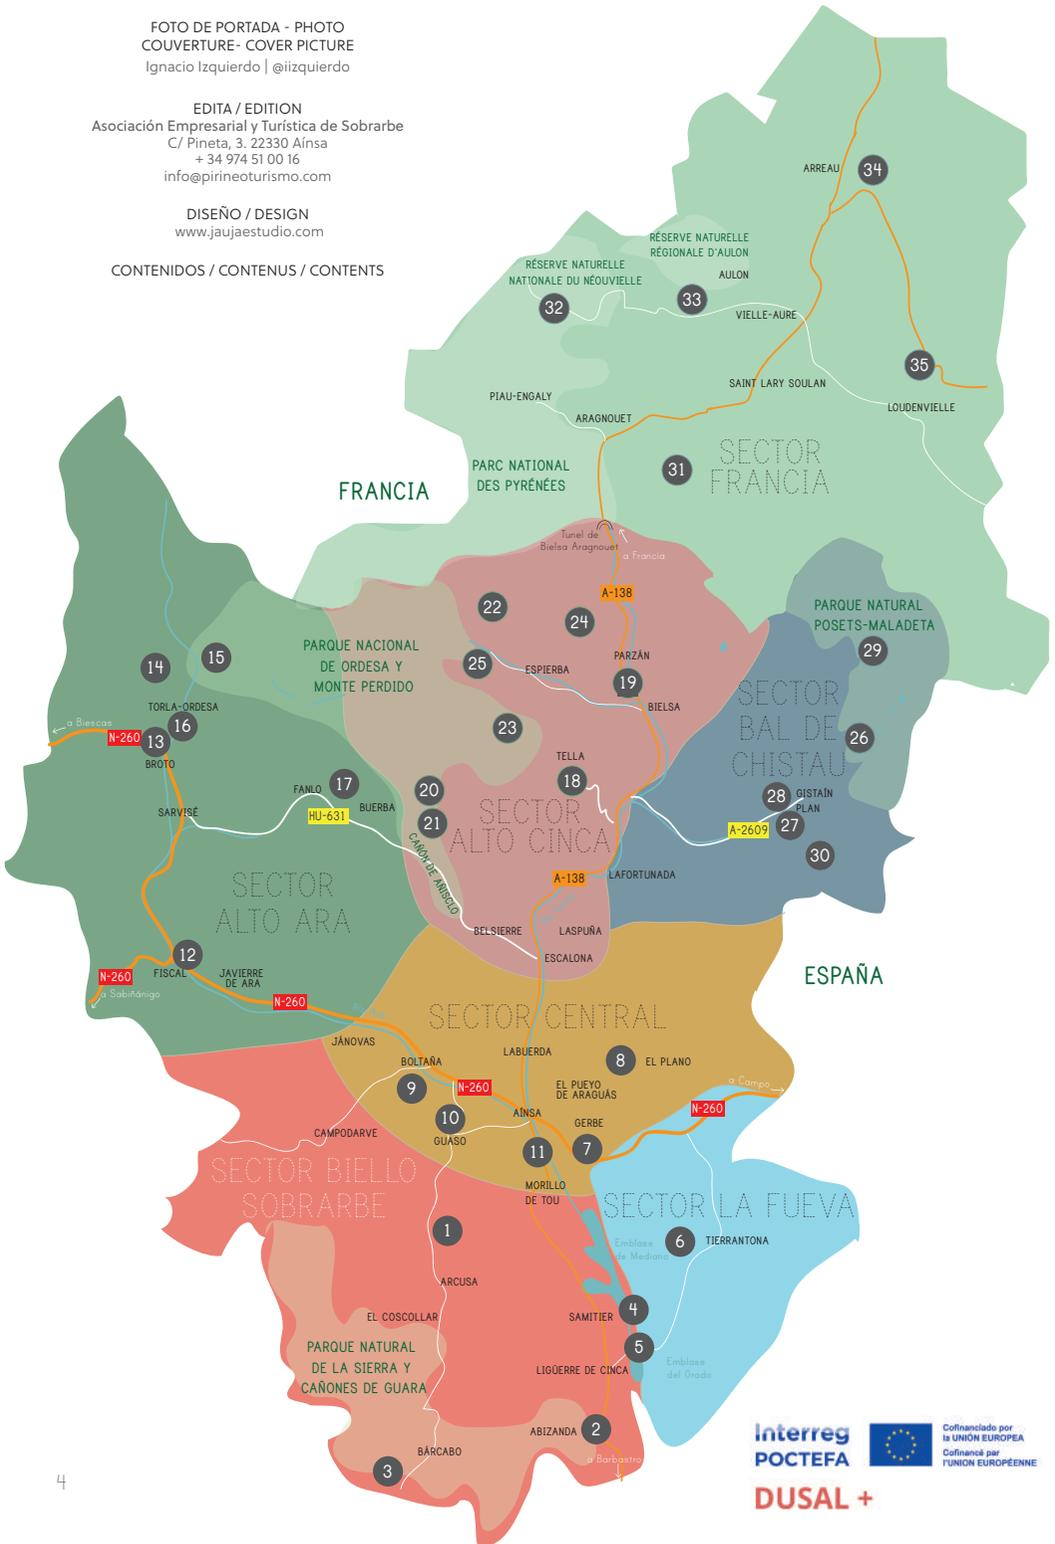 FOTO DE PORTADA - PHOTO
COUVERTURE- COVER PICTURE
Ignacio Izquierdo | @iizquierdo
EDITA / EDITION
Asociación Empresarial y Turística de Sobrarbe
C/ Pineta, 3. 22330 Aínsa
+ 34 974 51 00 16
info@pirineoturismo.com
DISEÑO / DESIGN
www.jaujaestudio.com
CONTENIDOS / CONTENUS / CONTENTS
ARREAU
34
RÉSERVE NATURELLE
RÉGIONALE D'AULON
AULON
RÉSERVE NATURELLE
NATIONALE DU NÉOUVIELLE
32
33
VIELLE-AURE
35
SAINT LARY SOULAN
LOUDENVIELLE
PIAU-ENGALY
ARAGNOUET
PARC NATIONAL
DES PYRÉNÉES
31
SECTOR
FRANCIA
FRANCIA
Tunel de
Bielsa Aragnouet
a Francia
A-138
22
24
PARQUE NATURAL
POSETS-MALADETA
29
PARQUE NACIONAL
DE ORDESA Y
MONTE PERDIDO
14
15
25
ESPIERBA
PARZÁN
19
BIELSA
TORLA-ORDESA
16
a Biescas
N-260
13
BROTO
23
SECTOR
BAL DE
CHISTAU
26
TELLA
18
FANLO
17
BUERBA
HU-631
SARVISÉ
20
21
CAÑÓN DE AÑISCLO
SECTOR
ALTO CINCA
28
GISTAÍN
PLAN
27
A-2609
30
SECTOR
ALTO ARA
A-138
LAFORTUNADA
BELSIERRE
LASPUÑA
ESCALONA
12
FISCAL
N-260
a Sabiñánigo
JAVIERRE
DE ARA
N-260
ESPAÑA
SECTOR CENTRAL
JÁNOVAS
BOLTAÑA
LABUERDA
8
EL PLANO
9
N-260
EL PUEYO
DE ARAGUÁS
a Campo
N-260
10
GUASO
AÍNSA
GERBE
11
7
CAMPODARVE
SECTOR BIELLO
SOBRARBE
MORILLO
DE TOU
SECTOR LA FUEVA
1
Emblase
de Mediano
6
TIERRANTONA
ARCUSA
EL COSCOLLAR
SAMITIER
4
5
PARQUE NATURAL
DE LA SIERRA Y
CAÑONES DE GUARA
LIGÜERRE DE CINCA
Emblase
del Grado
ABIZANDA
2
BÁRCABO
3
a Barbastro
Interreg
POCTEFA
Cofinanciado por
la UNIÓN EUROPEA
Cofinancé par
l'UNION EUROPÉENNE
DUSAL +
4